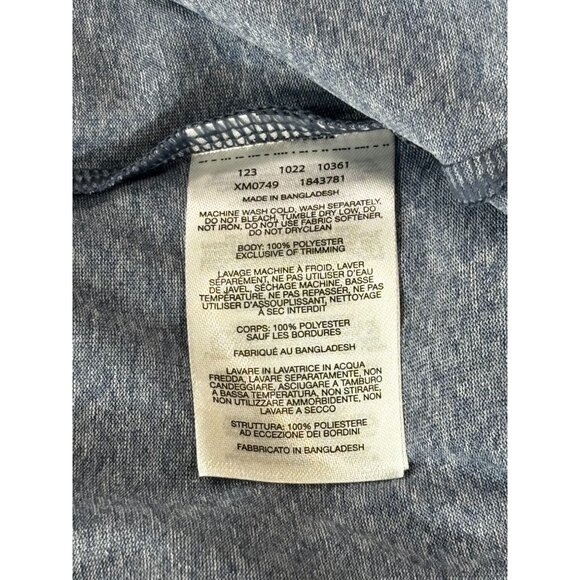 123 1022 10361
XM0749 1843781
MADE IN BANGLADESH
MACHINE WASH COLD, WASH SEPARATELY,
DO NOT BLEACH, TUMBLE DRY LOW, DO
NOT IRON, DO NOT USE FABRIC SOFTENER,
DO NOT DRYCLEAN
BODY: 100% POLYESTER
EXCLUSIVE OF TRIMMING
LAVAGE MACHINE À FROID, LAVER
SÉPARÉMENT, NE PAS UTILISER D'EAU
DE JAVEL, SÉCHAGE MACHINE, BASSE
TEMPÉRATURE, NE PAS REPASSER, NE PAS
UTILISER D'ASSOUPLISSANT, NETTOYAGE
À SEC INTERDIT
CORPS: 100% POLYESTER
SAUF LES BORDURES
FABRIQUÉ AU BANGLADESH
LAVARE IN LAVATRICE IN ACQUA
FREDDA, LAVARE SEPARATAMENTE, NON
CANDEGGIARE, ASCIUGARE A TAMBURO
A BASSA TEMPERATURA, NON STIRARE,
NON UTILIZZARE AMMORBIDENTE, NON
LAVARE A SECCO
STRUTTURA: 100% POLIESTERE
AD ECCEZIONE DEI BORDINI
FABBRICATO IN BANGLADESH